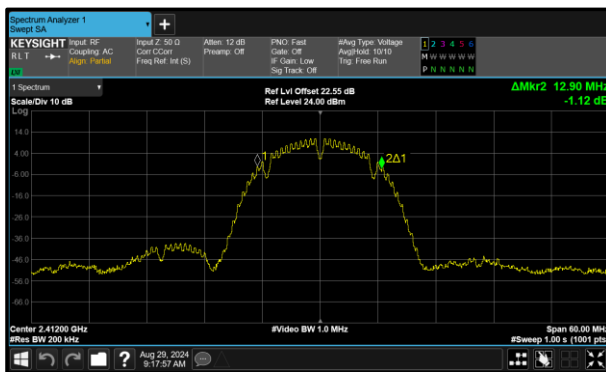 Spectrum Analyzer 1
Swept SA
+
KEYSIGHT Input: RF Input Z: 50 Ω Atten: 12 dB PNO: Fast #Avg Type: Voltage 1 2 3 4 5 6
RLT Coupling: AC Corr CCorr Preamp: Off Gate: Off Avg|Hold: 10/10 M W W W W W
Align: Partial Freq Ref: Int (S) IF Gain: Low Trig: Free Run
Sig Track: Off P N N N N N
LW
1 Spectrum Ref Lvl Offset 22.55 dB ΔMkr2 12.90 MHz
Scale/Div 10 dB Ref Level 24.00 dBm -1.12 dB
Log
14.0
1 2Δ1
4.00
-6.00
-16.0
-26.0
-36.0
-46.0
-56.0
-66.0
Center 2.41200 GHz #Video BW 1.0 MHz Span 60.00 MHz
#Res BW 200 kHz #Sweep 1.00 s (1001 pts)
? Aug 29, 2024
9:17:57 AM